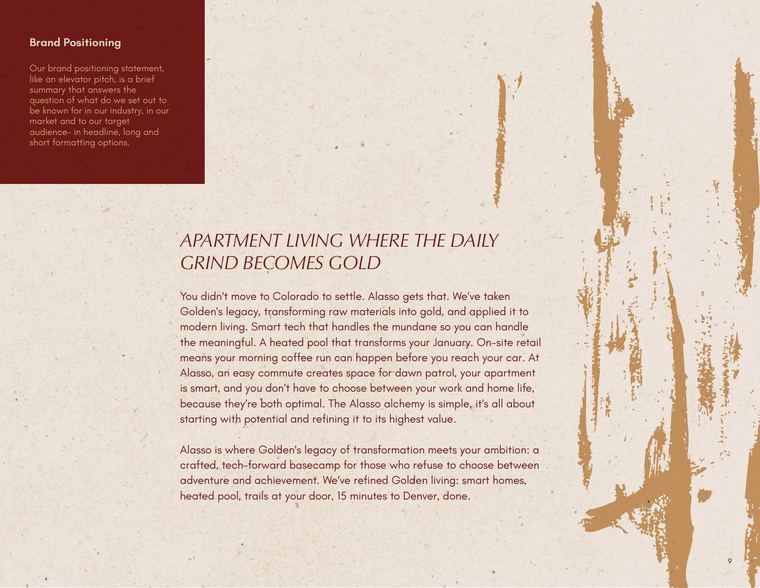 Brand Positioning
Our brand positioning statement,
like an elevator pitch, is a brief
summary that answers the
question of what do we set out to
be known for in our industry, in our
market and to our target
audience- in headline, long and
short formatting options.
APARTMENT LIVING WHERE THE DAILY
GRIND BECOMES GOLD
You didn't move to Colorado to settle. Alasso gets that. We've taken
Golden's legacy, transforming raw materials into gold, and applied it to
modern living. Smart tech that handles the mundane so you can handle
the meaningful. A heated pool that transforms your January. On-site retail
means your morning coffee run can happen before you reach your car. At
Alasso, an easy commute creates space for dawn patrol, your apartment
is smart, and you don't have to choose between your work and home life,
because they're both optimal. The Alasso alchemy is simple, it's all about
starting with potential and refining it to its highest value.
Alasso is where Golden's legacy of transformation meets your ambition: a
crafted, tech-forward basecamp for those who refuse to choose between
adventure and achievement. We've refined Golden living: smart homes,
heated pool, trails at your door, 15 minutes to Denver, done.
9